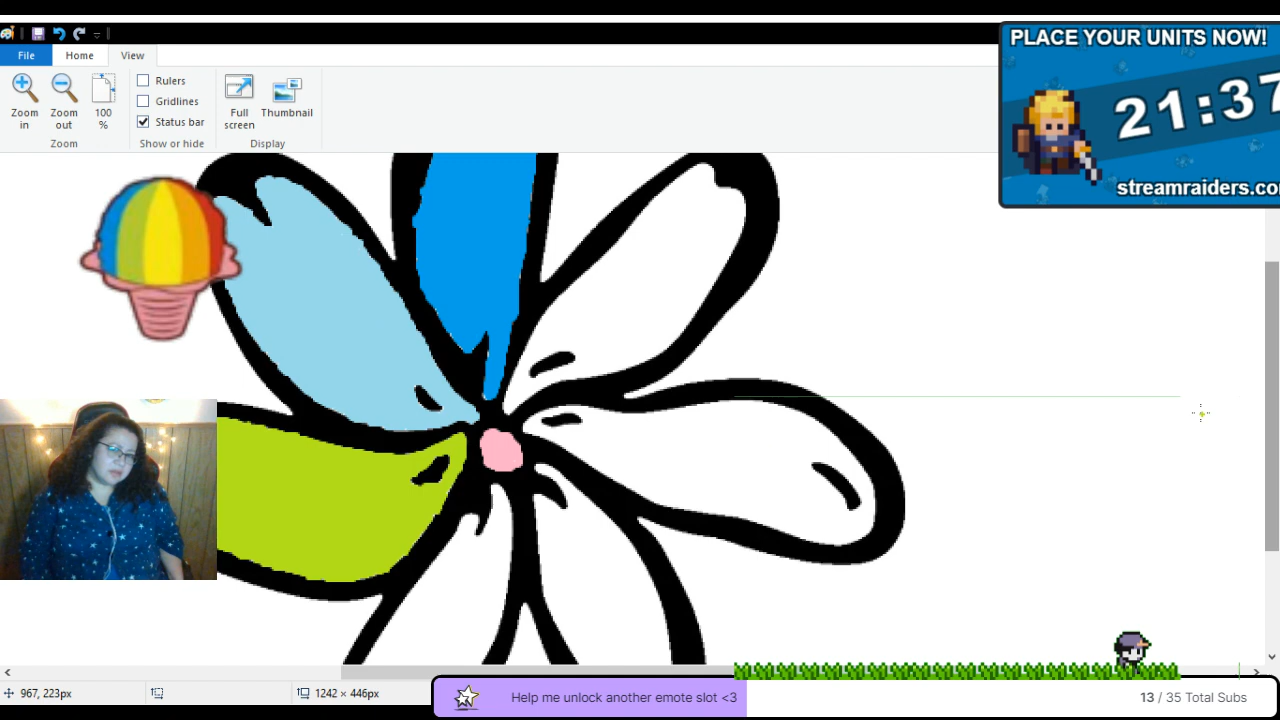 File Home View
Zoom in
Zoom out
100 %
Zoom
Rulers
Gridlines
Status bar
Show or hide
Full screen
Thumbnail
Display
PLACE YOUR UNITS NOW!
21:37
streamraiders.co
967, 223px
1242 × 446px
Help me unlock another emote slot <3
13 / 35 Total Subs